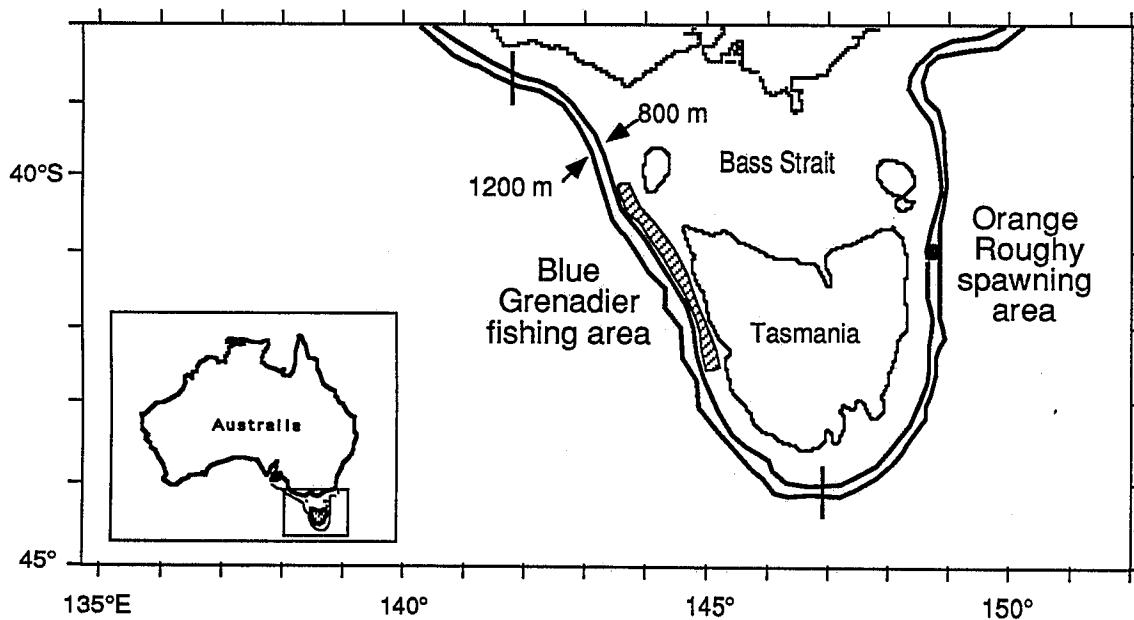 800 m
40°S
Bass Strait
1200 m
Orange
Roughy
spawning
area
Blue
Grenadier
fishing area
Tasmania
Australia
45°
135°E
140°
145°
150°